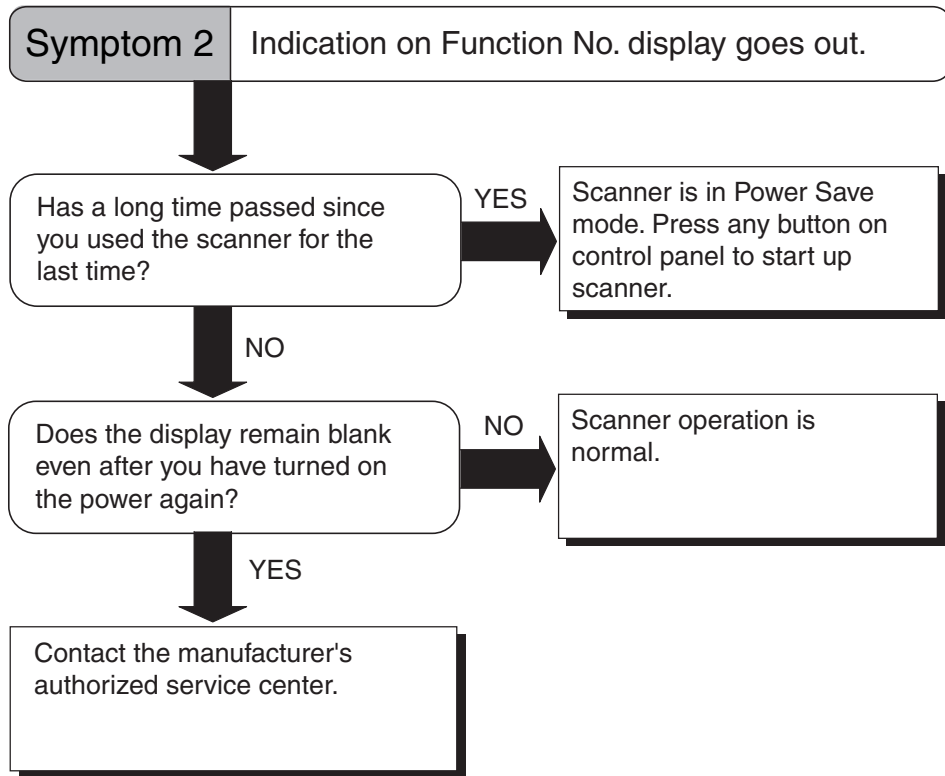 Symptom 2 Indication on Function No. display goes out.
Has a long time passed since
you used the scanner for the
last time?
YES
Scanner is in Power Save
mode. Press any button on
control panel to start up
scanner.
NO
Does the display remain blank
even after you have turned on
the power again?
NO
Scanner operation is
normal.
YES
Contact the manufacturer's
authorized service center.